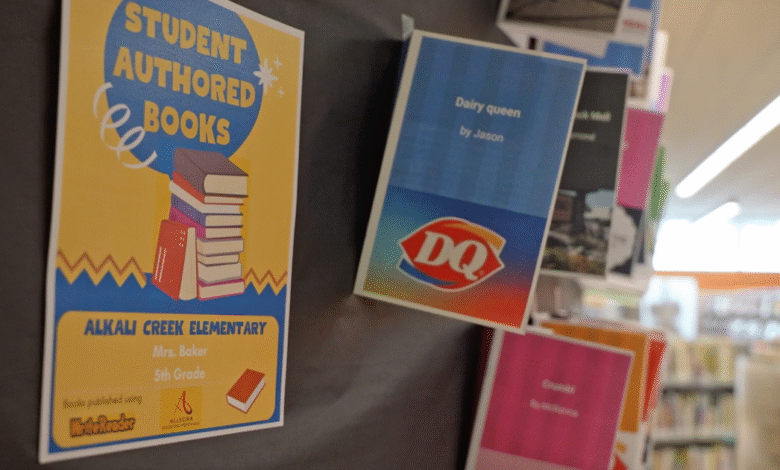 STUDENT
AUTHORED
BOOKS
ALKALI CREEK ELEMENTARY
Mrs. Baker
5th Grade
Books published using
WriteReader
Dairy queen
by Jason
DQ